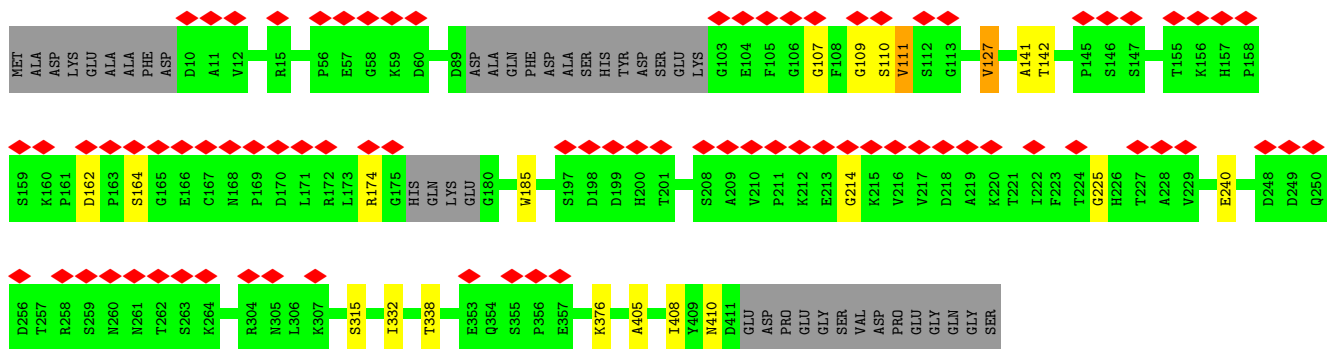 MET ALA ASP LYS GLU ALA ALA PHE ASP D10 A11 V12 R15 P56 E57 G58 K59 D60 D89 ASP ALA GLN PHE ASP ALA SER HIS TYR ASP SER GLU LYS G103 E104 F105 G106 G107 F108 G109 S110 V111 S112 G113 V127 A141 T142 P145 S146 S147 T155 K156 H157 P158
S159 K160 P161 D162 P163 S164 G165 E166 C167 N168 P169 D170 L171 R172 L173 R174 G175 HIS GLN LYS GLU G180 W185 S197 D198 D199 H200 T201 S208 A209 V210 P211 K212 E213 G214 K215 V216 V217 D218 A219 K220 T221 I222 F223 T224 G225 H226 T227 A228 V229 E240 D248 D249 Q250
D256 T257 R258 S259 N260 N261 T262 S263 K264 R304 N305 L306 K307 S315 I332 T338 E353 Q354 S355 P356 E357 K376 A405 I408 Y409 N410 D411 GLU ASP PRO GLU GLY SER VAL ASP PRO GLU GLY GLN GLY SER